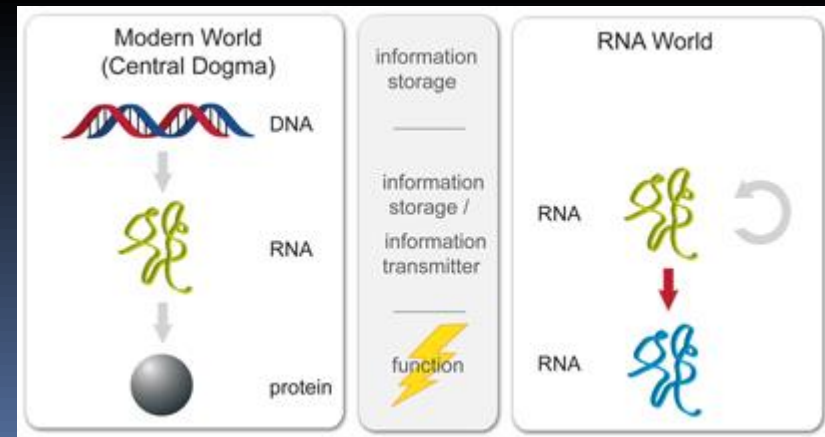 Modern World
(Central Dogma)
DNA
RNA
protein
information
storage
information
storage /
information
transmitter
function
RNA World
RNA
RNA